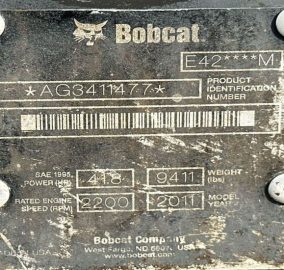 Bobcat
E42****M
*AG3411477*
PRODUCT
IDENTIFICATION
NUMBER
SAE 1995
POWER (HP)
41.8
9411
WEIGHT
(lbs)
RATED ENGINE
SPEED (RPM)
2200
2011
MODEL
YEAR
Bobcat Company
West Fargo, ND 58078 USA
www.bobcat.com